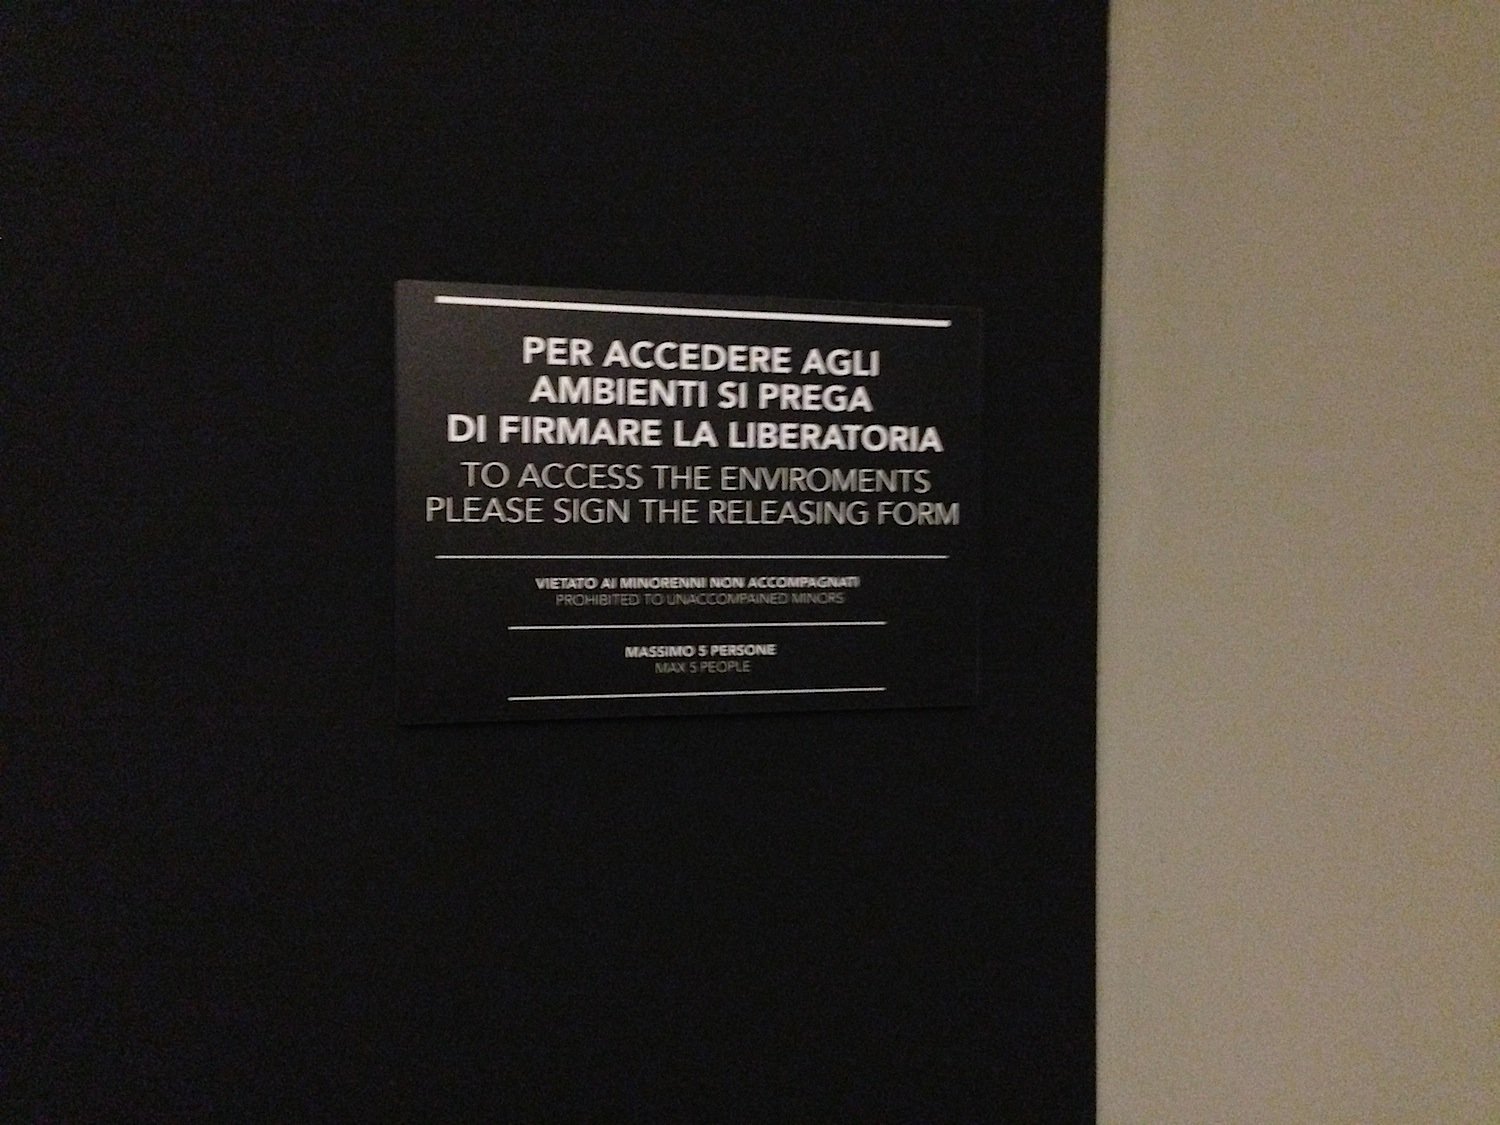 PER ACCEDERE AGLI
AMBIENTI SI PREGA
DI FIRMARE LA LIBERATORIA
TO ACCESS THE ENVIROMENTS
PLEASE SIGN THE RELEASING FORM
VIETATO AI MINORENNI NON ACCOMPAGNATI
PROHIBITED TO UNACCOMPAINED MINORS
MASSIMO 5 PERSONE
MAX 5 PEOPLE